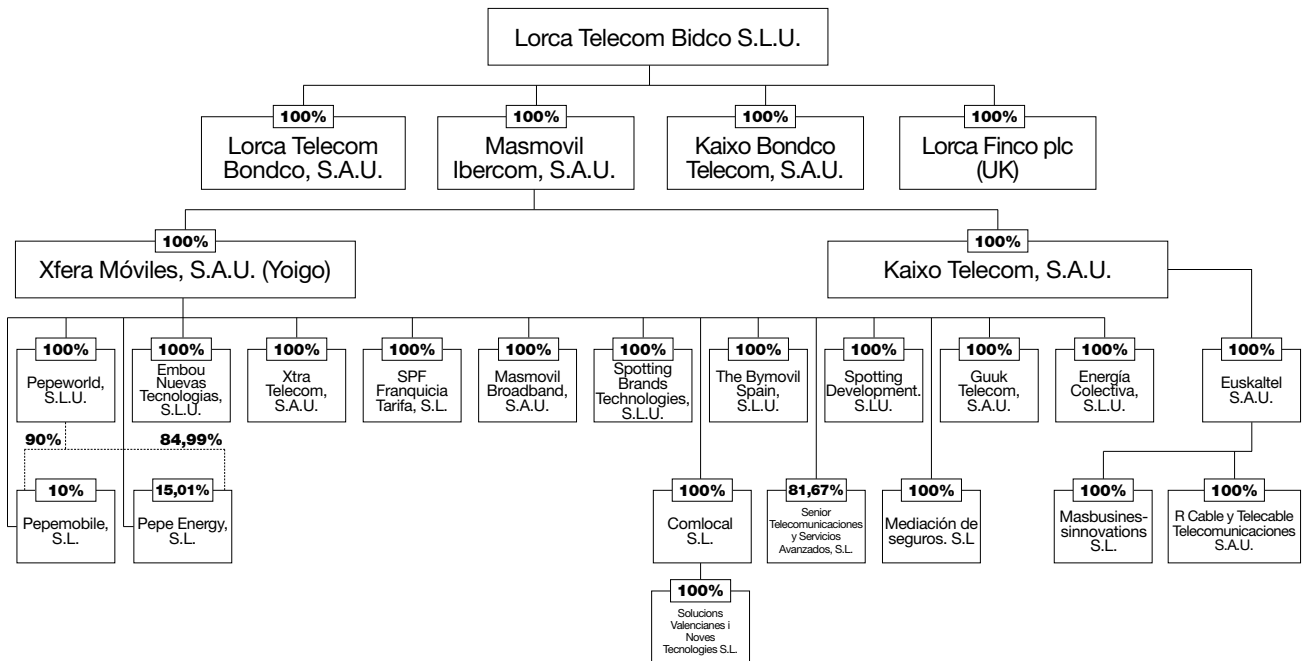 Lorca Telecom Bidco S.L.U.
100%
Lorca Telecom
Bondco, S.A.U.
100%
Masmovil
Ibercom, S.A.U.
100%
Kaixo Bondco
Telecom, S.A.U.
100%
Lorca Finco plc
(UK)
100%
Xfera Móviles, S.A.U. (Yoigo)
100%
Kaixo Telecom, S.A.U.
100%
Pepeworld,
S.L.U.
100%
Embou
Nuevas
Tecnologías,
S.L.U.
100%
Xtra
Telecom,
S.A.U.
100%
SPF
Franquicia
Tarifa, S.L.
100%
Masmovil
Broadband,
S.A.U.
100%
Spotting
Brands
Technologies,
S.L.U.
100%
The Bymovil
Spain,
S.L.U.
100%
Spotting
Development.
SLU
100%
Guuk
Telecom,
S.A.U.
100%
Energía
Colectiva,
S.L.U.
100%
Euskaltel
S.A.U.
90%
84,99%
10%
Pepemobile,
S.L.
15,01%
Pepe Energy,
S.L.
100%
Comlocal
S.L.
81,67%
Senior
Telecomunicaciones
y Servicios
Avanzados, S.L.
100%
Mediación de
seguros. S.L
100%
Masbusines-
sinnovations
S.L.
100%
R Cable y Telecable
Telecomunicaciones
S.A.U.
100%
Solucions
Valencianes i
Noves
Tecnologies S.L.